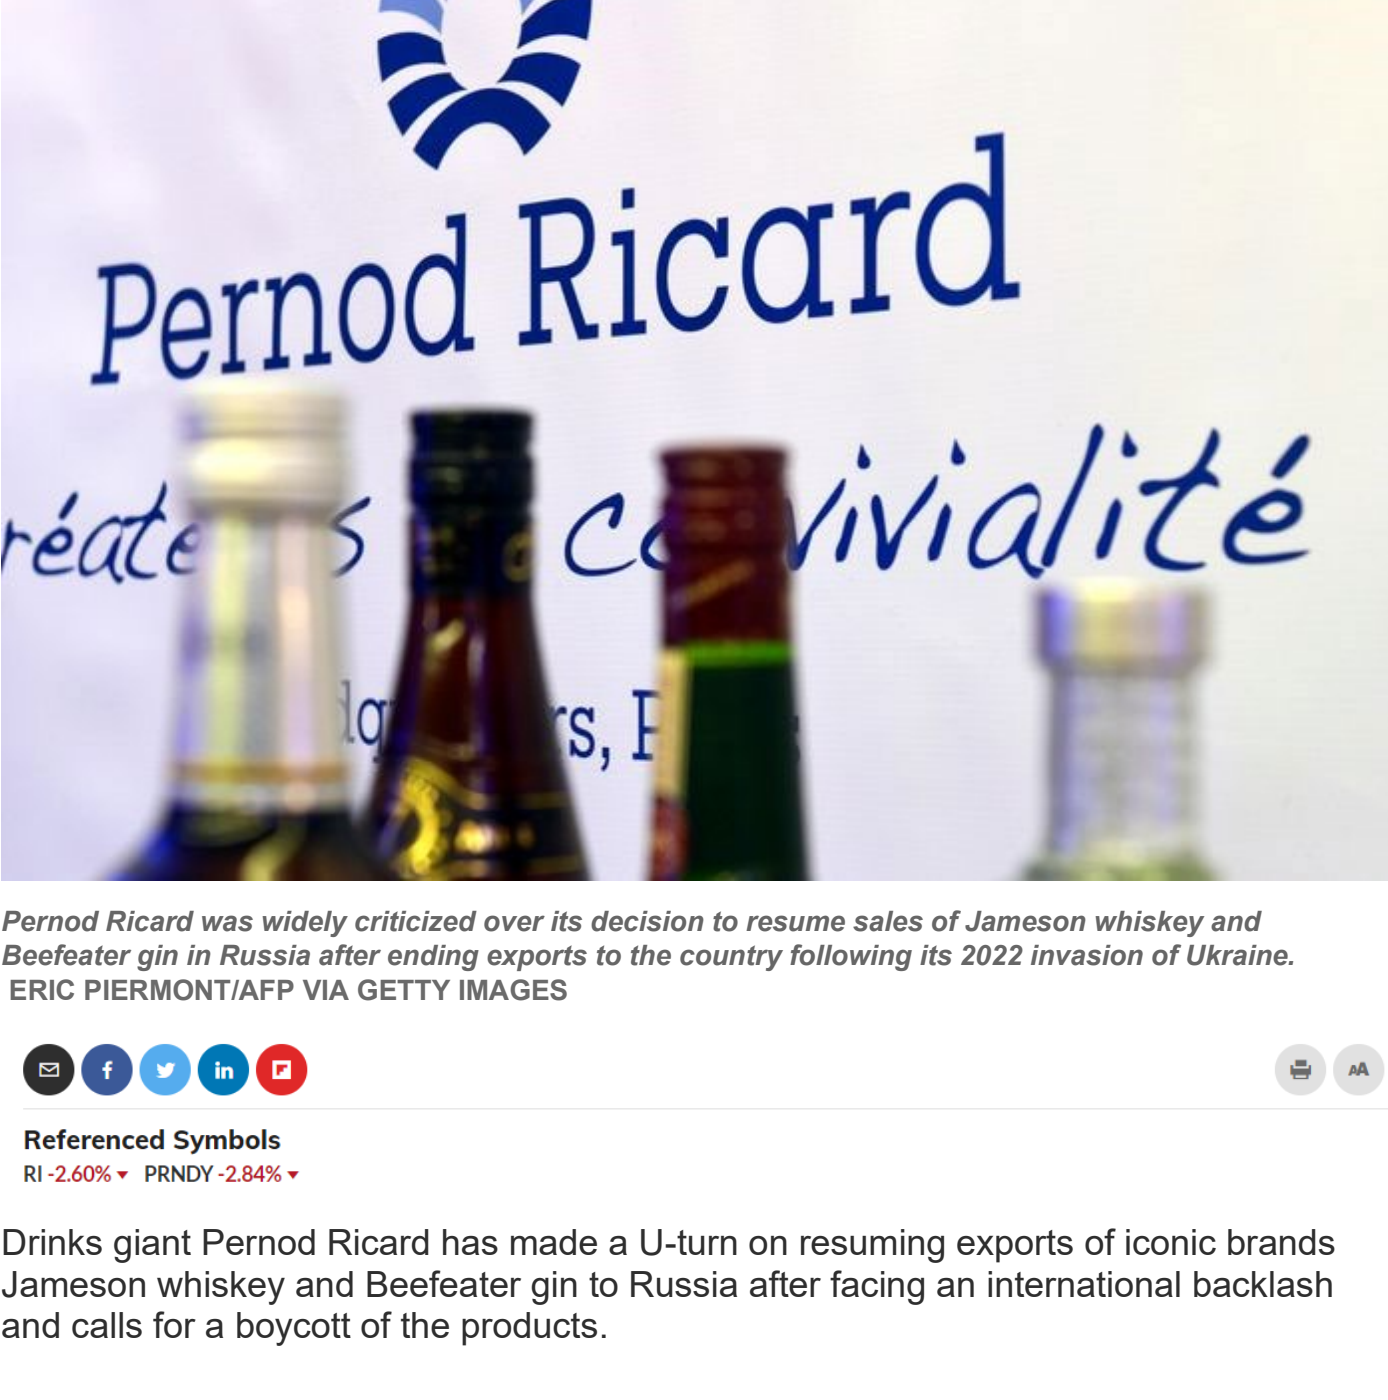 Pernod Ricard
réate s co vivialité
rs, P
Pernod Ricard was widely criticized over its decision to resume sales of Jameson whiskey and
Beefeater gin in Russia after ending exports to the country following its 2022 invasion of Ukraine.
ERIC PIERMONT/AFP VIA GETTY IMAGES
Referenced Symbols
RI -2.60% PRNDY -2.84%
Drinks giant Pernod Ricard has made a U-turn on resuming exports of iconic brands
Jameson whiskey and Beefeater gin to Russia after facing an international backlash
and calls for a boycott of the products.